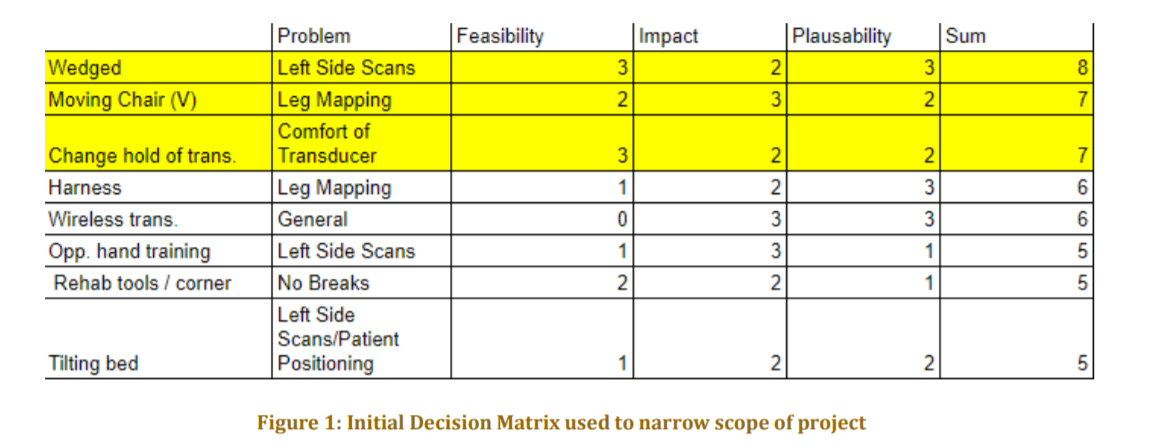 Problem Feasibility Impact Plausability Sum
Wedged Left Side Scans 3 2 3 8
Moving Chair (V) Leg Mapping 2 3 2 7
Comfort of
Change hold of trans. Transducer 3 2 2 7
Harness Leg Mapping 1 2 3 6
Wireless trans. General 0 3 3 6
Opp. hand training Left Side Scans 1 3 1 5
Rehab tools / corner No Breaks 2 2 1 5
Left Side
Scans/Patient
Tilting bed Positioning 1 2 2 5
Figure 1: Initial Decision Matrix used to narrow scope of project